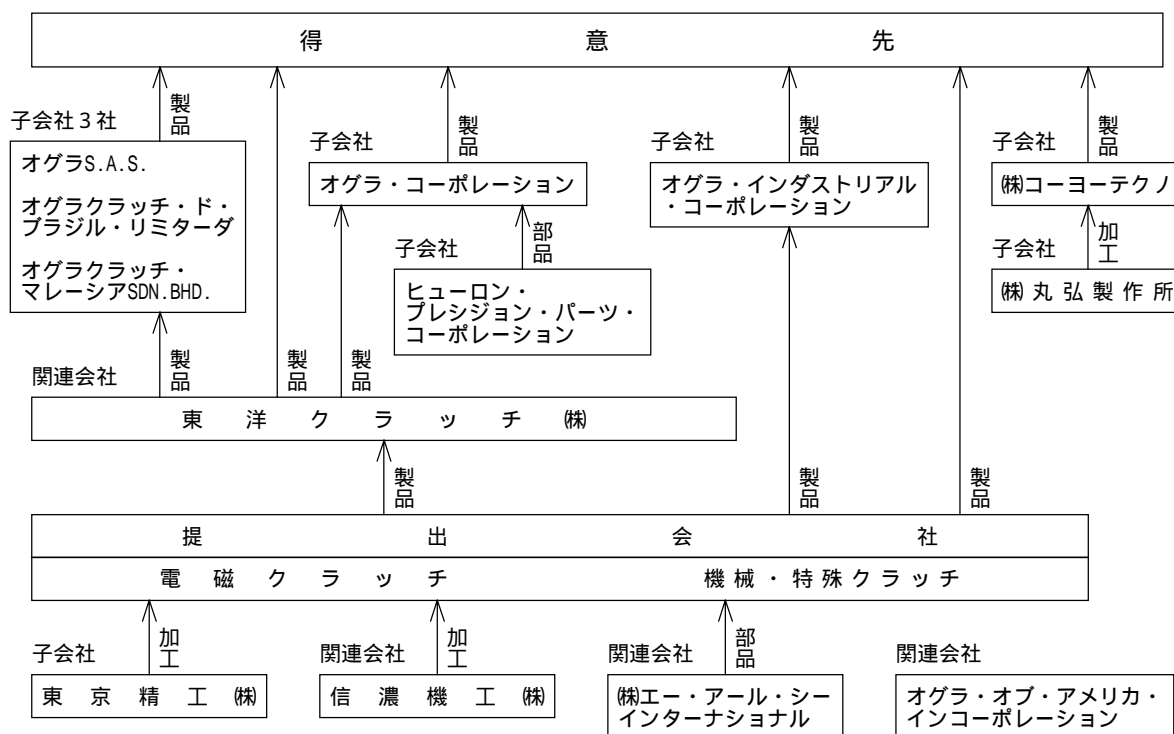 得意先
製品
製品
製品
製品
子会社３社
オグラS.A.S.
オグラクラッチ・ド・
ブラジル・リミターダ
オグラクラッチ・
マレーシアSDN.BHD.
子会社
オグラ・コーポレーション
子会社
オグラ・インダストリアル
・コーポレーション
子会社
㈱コーヨーテクノ
部品
加工
子会社
ヒューロン・
プレシジョン・パーツ・
コーポレーション
子会社
㈱丸弘製作所
製品
製品
製品
関連会社
東洋クラッチ㈱
製品
製品
製品
提出会社
電磁クラッチ
機械・特殊クラッチ
加工
加工
部品
子会社
東京精工㈱
関連会社
信濃機工㈱
関連会社
㈱エー・アール・シー
インターナショナル
関連会社
オグラ・オブ・アメリカ・
インコーポレーション